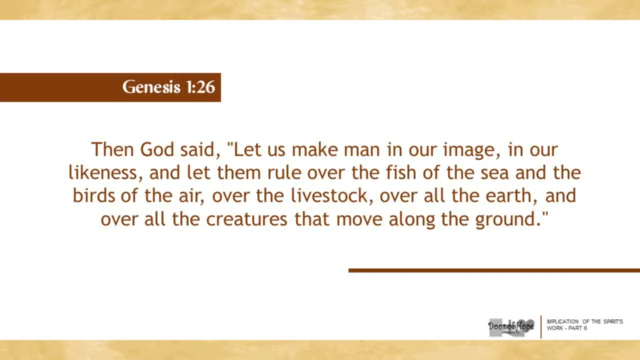 Genesis 1:26
Then God said, "Let us make man in our image, in our
likeness, and let them rule over the fish of the sea and the
birds of the air, over the livestock, over all the earth, and
over all the creatures that move along the ground."
BIPLICATION OF THE SPIRIT'S
WORK - PART 6